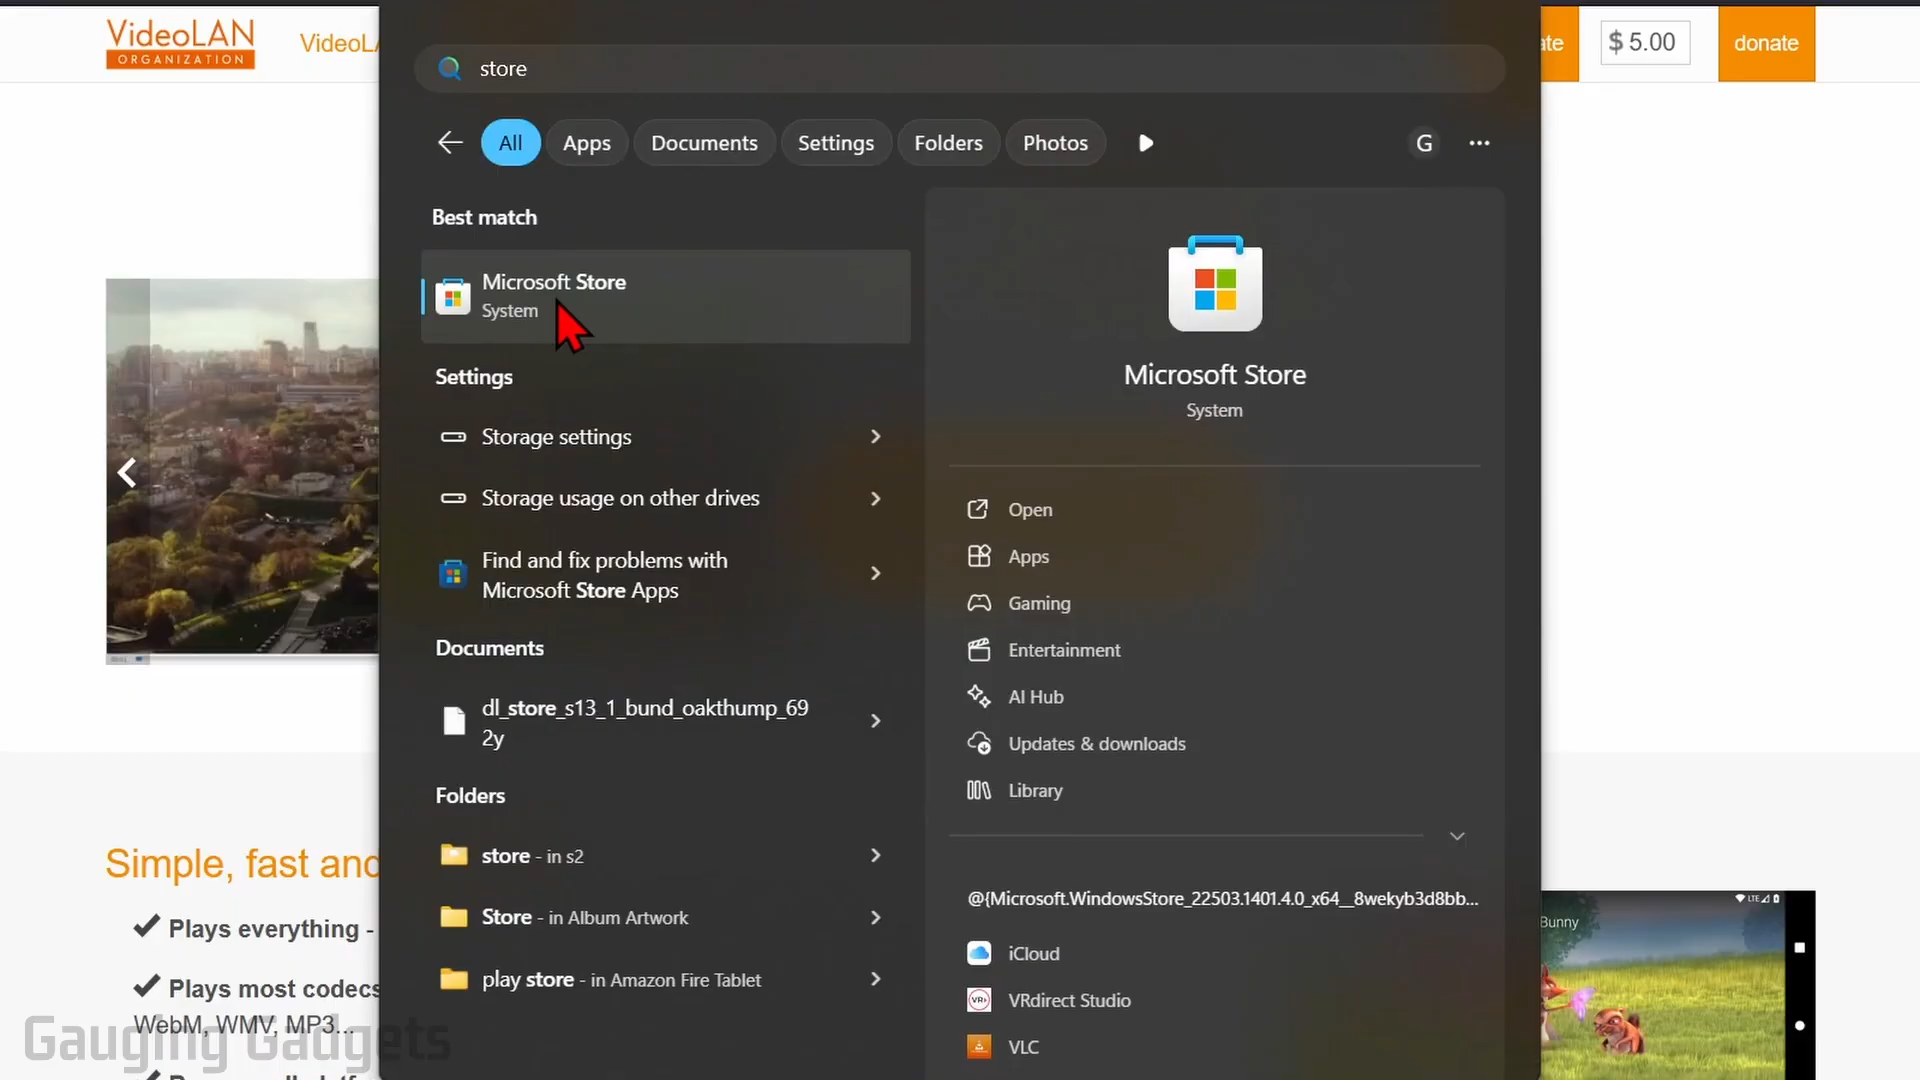 VideoLAN
ORGANIZATION
$ 5.00
donate
store
All
Apps
Documents
Settings
Folders
Photos
G
Best match
Microsoft Store
System
Settings
Storage settings
Storage usage on other drives
Find and fix problems with
Microsoft Store Apps
Documents
dl_store_s13_1_bund_oakthump_69
2y
Folders
store - in s2
Store - in Album Artwork
play store - in Amazon Fire Tablet
Microsoft Store
System
Open
Apps
Gaming
Entertainment
AI Hub
Updates & downloads
Library
@{Microsoft.WindowsStore_22503.1401.4.0_x64__8wekyb3d8bb...
iCloud
VRdirect Studio
VLC
Simple, fast and
Plays everything -
Plays most codecs
WebM, WMV, MP3...
Bunny
LTE
Gauging Gadgets